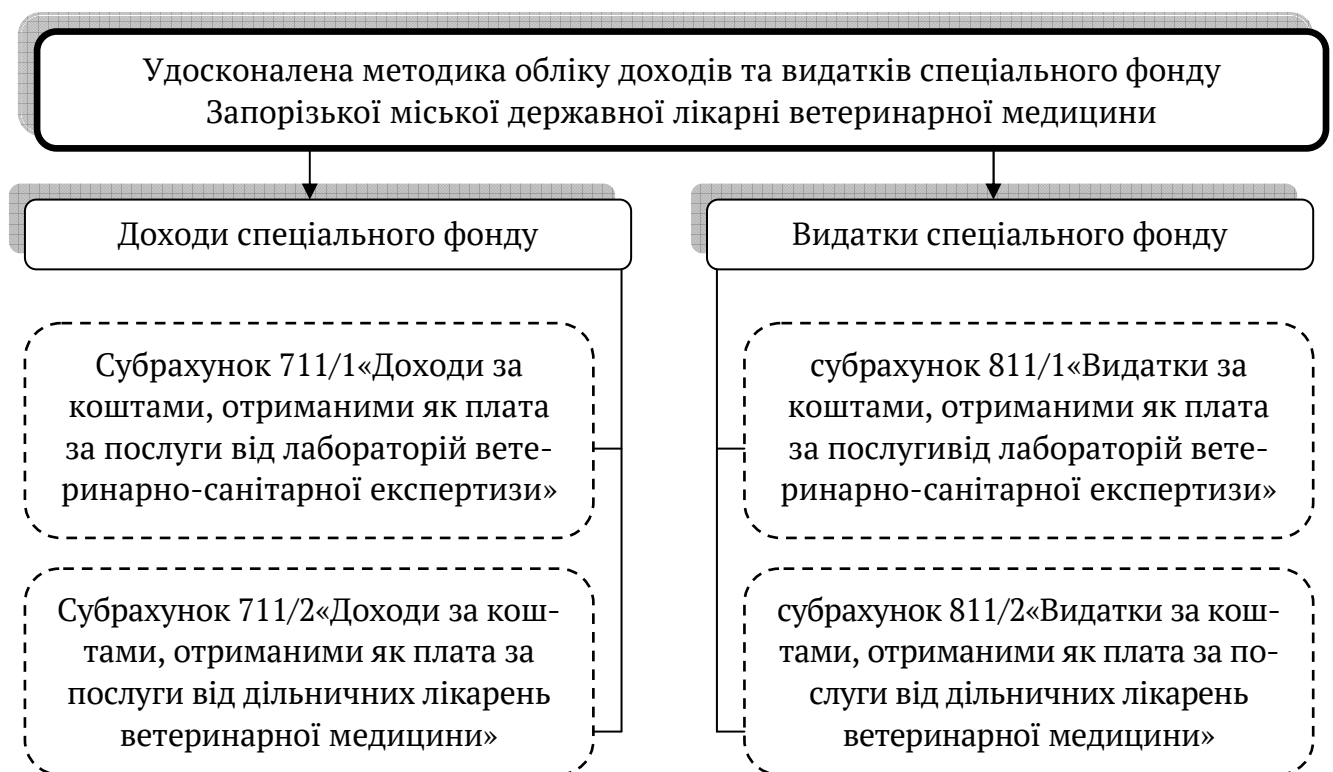 Удосконалена методика обліку доходів та видатків спеціального фонду
Запорізької міської державної лікарні ветеринарної медицини
Доходи спеціального фонду
Видатки спеціального фонду
Субрахунок 711/1«Доходи за
коштами, отриманими як плата
за послуги від лабораторій вете-
ринарно-санітарної експертизи»
субрахунок 811/1«Видатки за
коштами, отриманими як плата
за послугивід лабораторій вете-
ринарно-санітарної експертизи»
Субрахунок 711/2«Доходи за кош-
тами, отриманими як плата за
послуги від дільничних лікарень
ветеринарної медицини»
субрахунок 811/2«Видатки за кош-
тами, отриманими як плата за по-
слуги від дільничних лікарень
ветеринарної медицини»